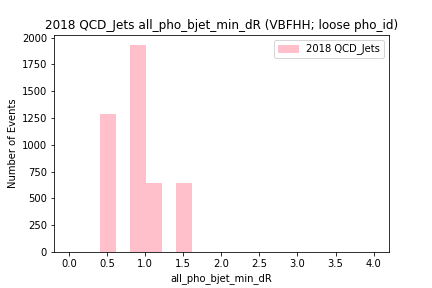 2018 QCD_Jets all_pho_bjet_min_dR (VBFHH; loose pho_id)
2018 QCD_Jets
Number of Events
2000
1750
1500
1250
1000
750
500
250
0
0.0 0.5 1.0 1.5 2.0 2.5 3.0 3.5 4.0
all_pho_bjet_min_dR